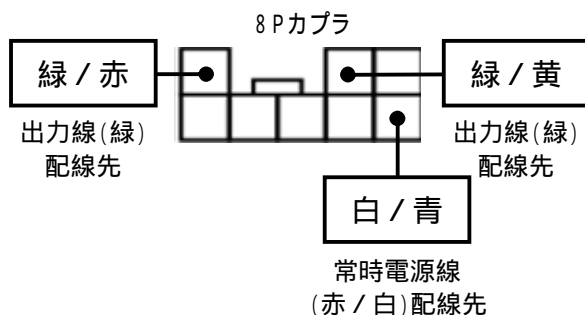 8Pカプラ
緑/赤
緑/黄
出力線(緑)
配線先
出力線(緑)
配線先
白/青
常時電源線
(赤/白)配線先